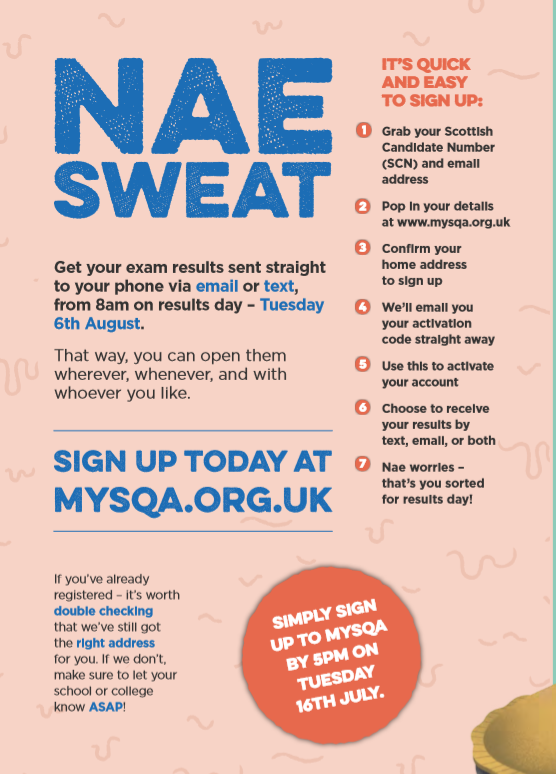 NAE
SWEAT
Get your exam results sent straight
to your phone via email or text,
from 8am on results day – Tuesday
6th August.
That way, you can open them
wherever, whenever, and with
whoever you like.
SIGN UP TODAY AT
MYSQA.ORG.UK
If you've already
registered – it's worth
double checking
that we've still got
the right address
for you. If we don't,
make sure to let your
school or college
know ASAP!
IT'S QUICK
AND EASY
TO SIGN UP:
1 Grab your Scottish
Candidate Number
(SCN) and email
address
2 Pop in your details
at www.mysqa.org.uk
3 Confirm your
home address
to sign up
4 We'll email you
your activation
code straight away
5 Use this to activate
your account
6 Choose to receive
your results by
text, email, or both
7 Nae worries –
that's you sorted
for results day!
SIMPLY SIGN
UP TO MYSQA
BY 5PM ON
TUESDAY
16TH JULY.